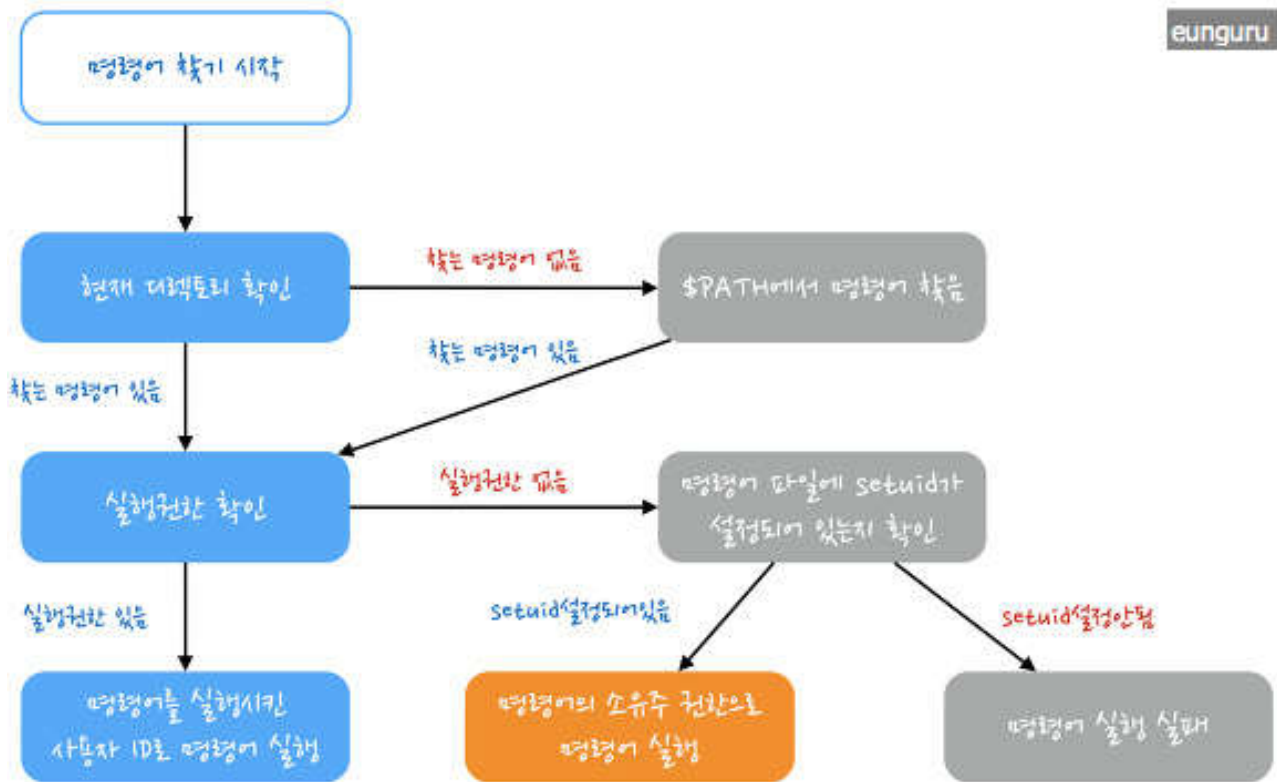 eunguru
명령어 찾기 시작
현재 디렉토리 확인
찾는 명령어 없음
$PATH에서 명령어 찾음
찾는 명령어 있음
찾는 명령어 있음
실행권한 확인
실행권한 없음
명령어 파일에 setuid가
설정되어 있는지 확인
실행권한 있음
setuid설정되어있음
setuid설정안됨
명령어를 실행시킨
사용자 ID로 명령어 실행
명령어의 소유주 권한으로
명령어 실행
명령어 실행 실패